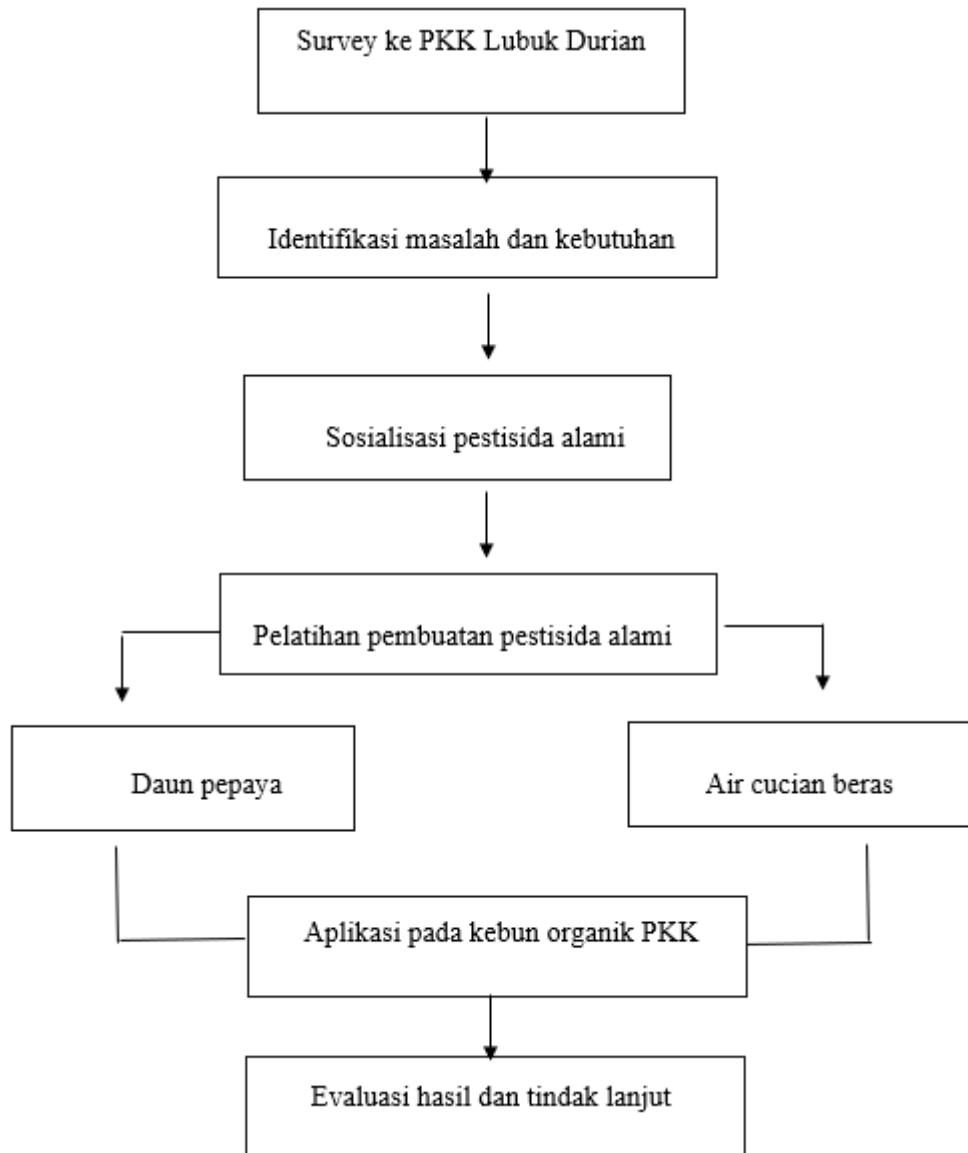 Survey ke PKK Lubuk Durian
Identifikasi masalah dan kebutuhan
Sosialisasi pestisida alami
Pelatihan pembuatan pestisida alami
Daun pepaya
Air cucian beras
Aplikasi pada kebun organik PKK
Evaluasi hasil dan tindak lanjut